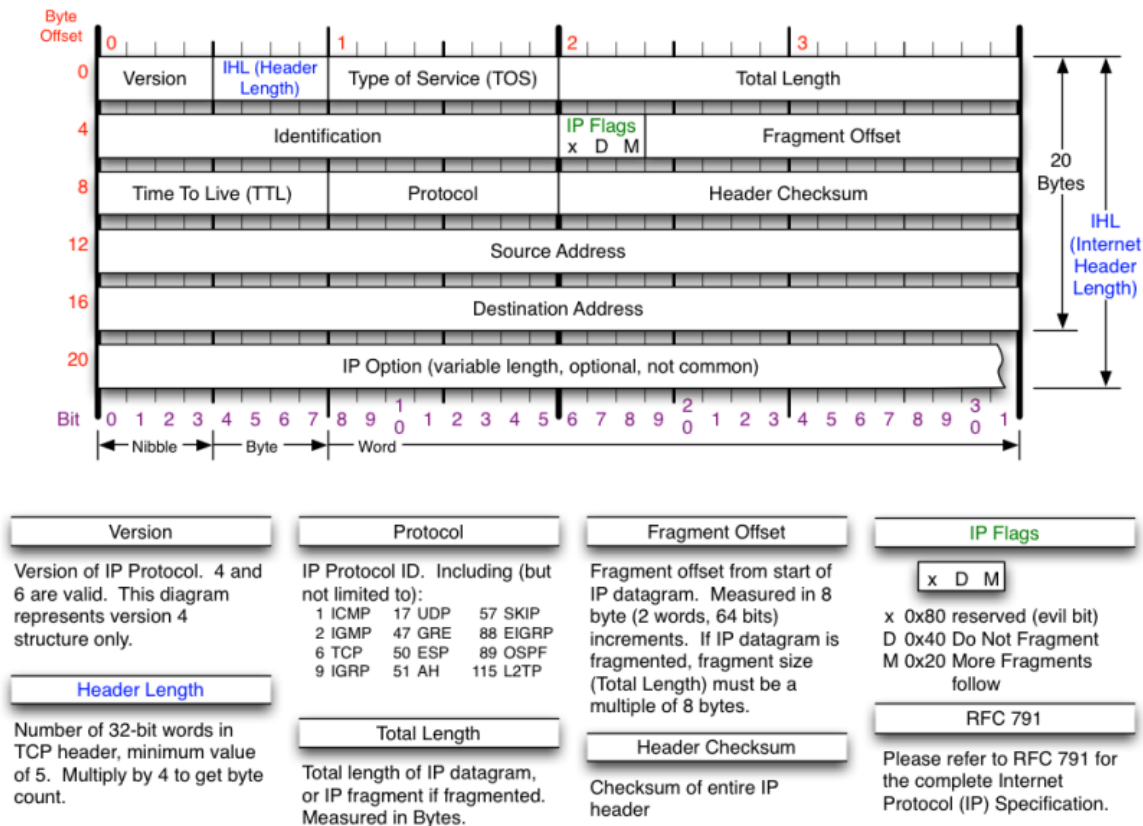 Byte
Offset
0 1 2 3
0 Version IHL (Header Length) Type of Service (TOS) Total Length
4 Identification IP Flags x D M Fragment Offset
8 Time To Live (TTL) Protocol Header Checksum
12 Source Address
16 Destination Address
20 IP Option (variable length, optional, not common)
20
Bytes
IHL
(Internet
Header
Length)
Bit 0 1 2 3 4 5 6 7 8 9 10 1 2 3 4 5 6 7 8 9 20 1 2 3 4 5 6 7 8 9 30 1
Nibble Byte Word
Version
Version of IP Protocol. 4 and
6 are valid. This diagram
represents version 4
structure only.
Header Length
Number of 32-bit words in
TCP header, minimum value
of 5. Multiply by 4 to get byte
count.
Protocol
IP Protocol ID. Including (but
not limited to):
1 ICMP 17 UDP 57 SKIP
2 IGMP 47 GRE 88 EIGRP
6 TCP 50 ESP 89 OSPF
9 IGRP 51 AH 115 L2TP
Total Length
Total length of IP datagram,
or IP fragment if fragmented.
Measured in Bytes.
Fragment Offset
Fragment offset from start of
IP datagram. Measured in 8
byte (2 words, 64 bits)
increments. If IP datagram is
fragmented, fragment size
(Total Length) must be a
multiple of 8 bytes.
Header Checksum
Checksum of entire IP
header
IP Flags
x D M
x 0x80 reserved (evil bit)
D 0x40 Do Not Fragment
M 0x20 More Fragments
follow
RFC 791
Please refer to RFC 791 for
the complete Internet
Protocol (IP) Specification.